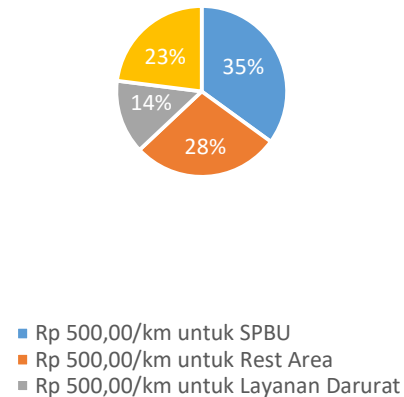 23%
35%
14%
28%
Rp 500,00/km untuk SPBU
Rp 500,00/km untuk Rest Area
Rp 500,00/km untuk Layanan Darurat